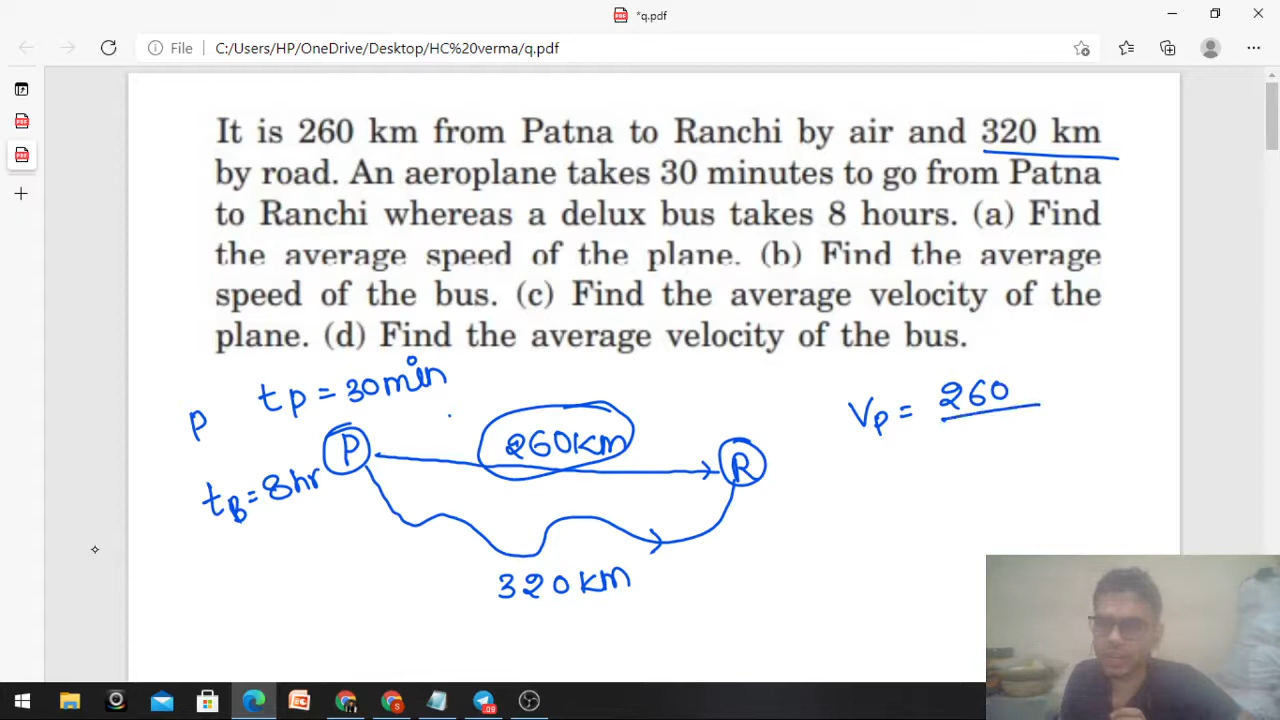 *q.pdf
File C:/Users/HP/OneDrive/Desktop/HC%20verma/q.pdf
It is 260 km from Patna to Ranchi by air and 320 km
by road. An aeroplane takes 30 minutes to go from Patna
to Ranchi whereas a delux bus takes 8 hours. (a) Find
the average speed of the plane. (b) Find the average
speed of the bus. (c) Find the average velocity of the
plane. (d) Find the average velocity of the bus.
tp = 30min
Vp = 260
P
260km
P
R
tB = 8hr
320km